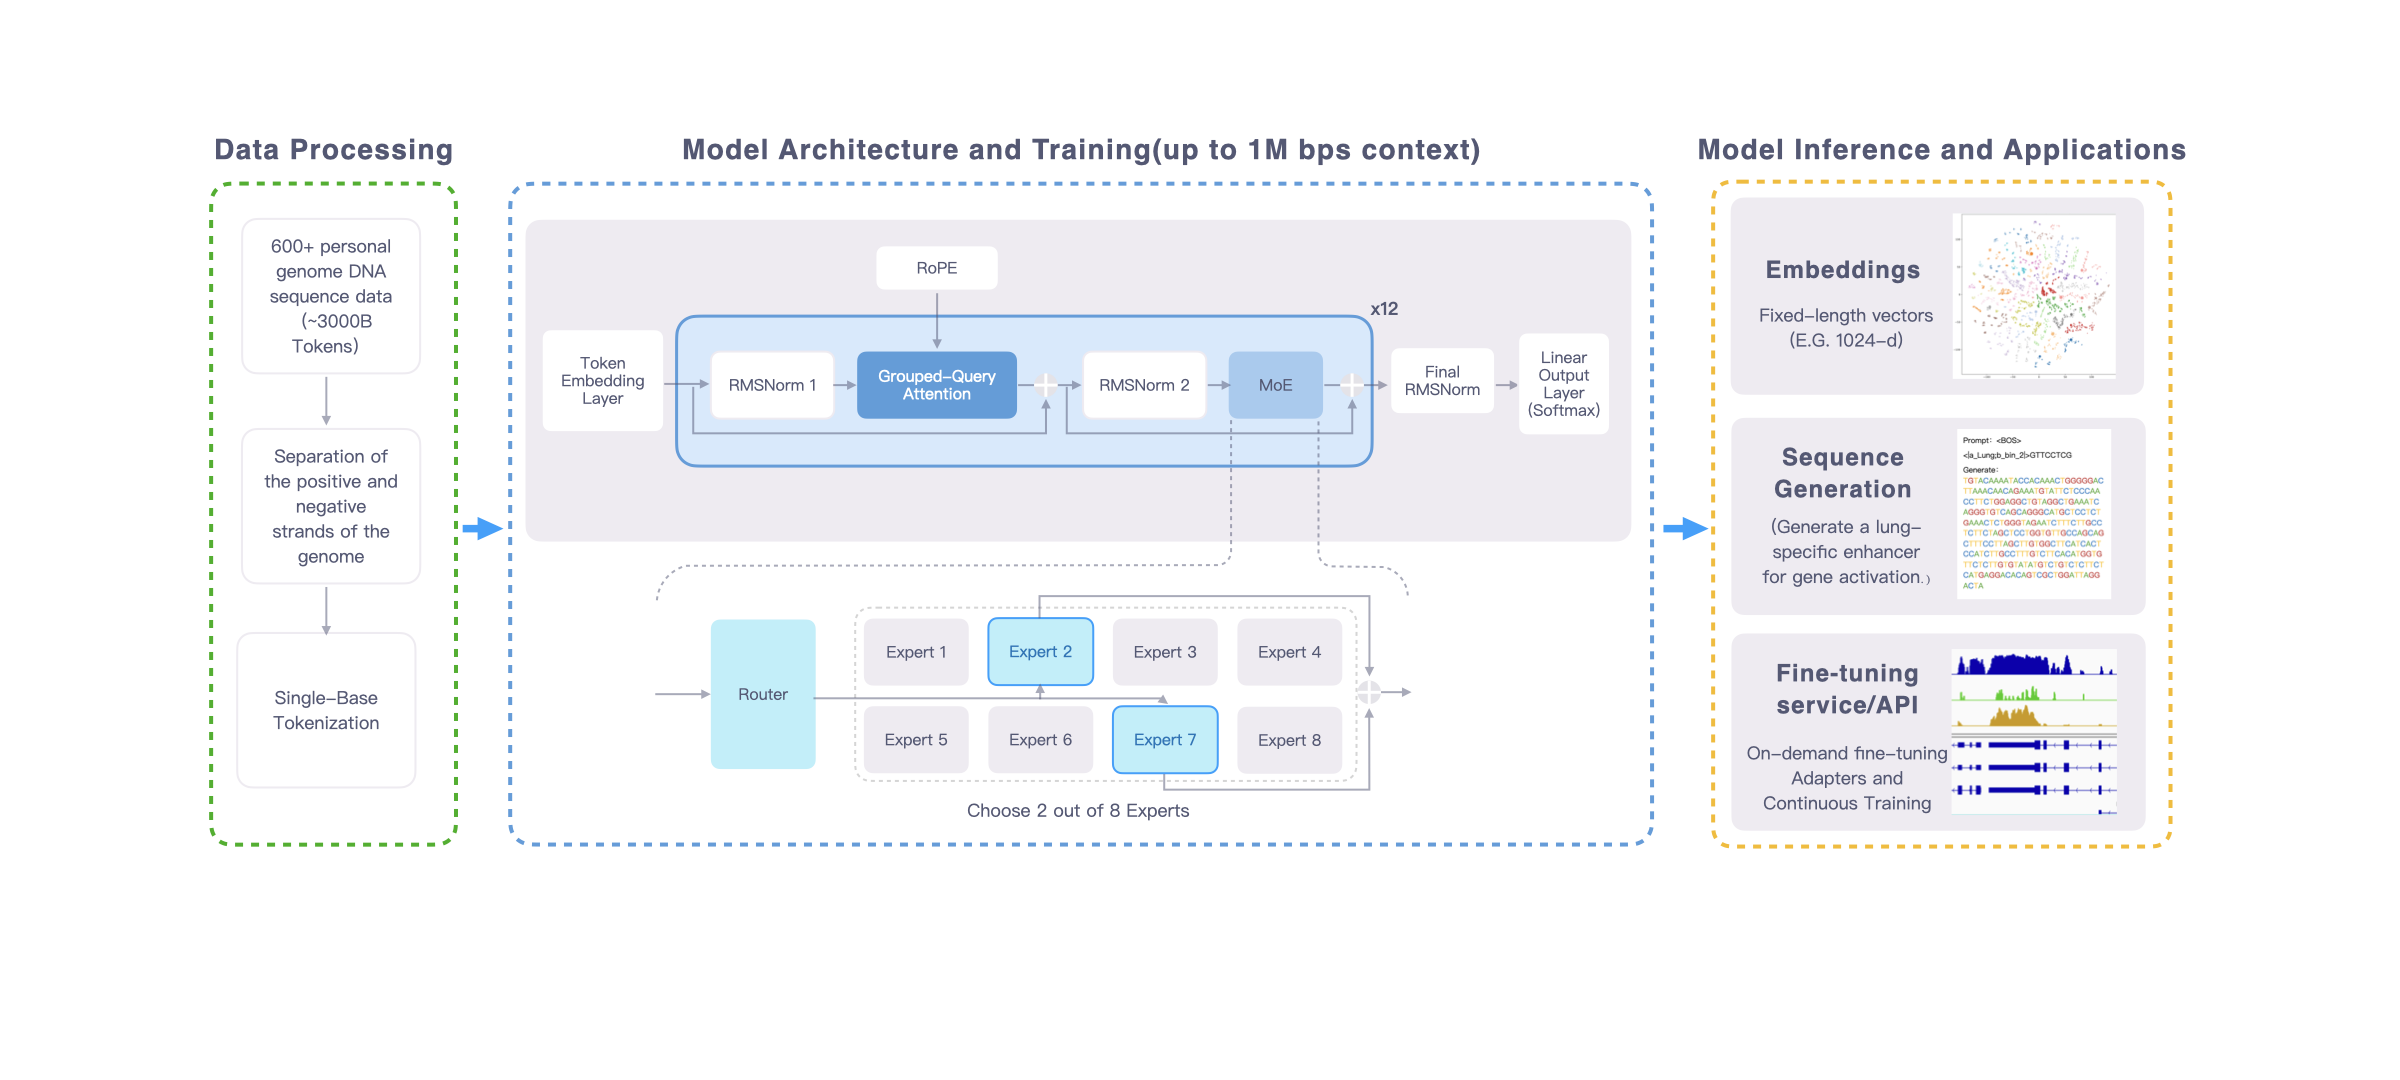 Data Processing
600+ personal
genome DNA
sequence data
(~3000B
Tokens)
Separation of
the positive and
negative
strands of the
genome
Single-Base
Tokenization
Model Architecture and Training(up to 1M bps context)
RoPE
x12
Token
Embedding
Layer
RMSNorm 1
Grouped-Query
Attention
RMSNorm 2
MoE
Final
RMSNorm
Linear
Output
Layer
(Softmax)
Router
Expert 1
Expert 2
Expert 3
Expert 4
Expert 5
Expert 6
Expert 7
Expert 8
Choose 2 out of 8 Experts
Model Inference and Applications
Embeddings
Fixed-length vectors
(E.G. 1024-d)
Sequence
Generation
(Generate a lung-
specific enhancer
for gene activation.)
Prompt: <BOS>
<|a_Lung;b_bin_2|>GTTCCTCG
Generate:
TGTACAAAATACCACAAACTGGGGGAC
TTAAACAACAGAAATGTATTCTCCCAA
CCTTCTGGAGGCTGTAGGCTGAAATC
AGGGTGTCAGCAGGGCATGCTCCTCT
GAAACTCTGGGTAGAATCTTTCTTGCC
TCTTCTAGCTCCTGGTGTTGCCAGCAG
CTTTCCTTAGCTTGTGGCTTCATCACT
CCATCTTGCCTTTGTCTTCACATGGTG
TTCTCTTGTGTATATGTCTGTCTCTTCT
CATGAGGACACAGTCGCTGGATTAGG
ACTA
Fine-tuning
service/API
On-demand fine-tuning
Adapters and
Continuous Training